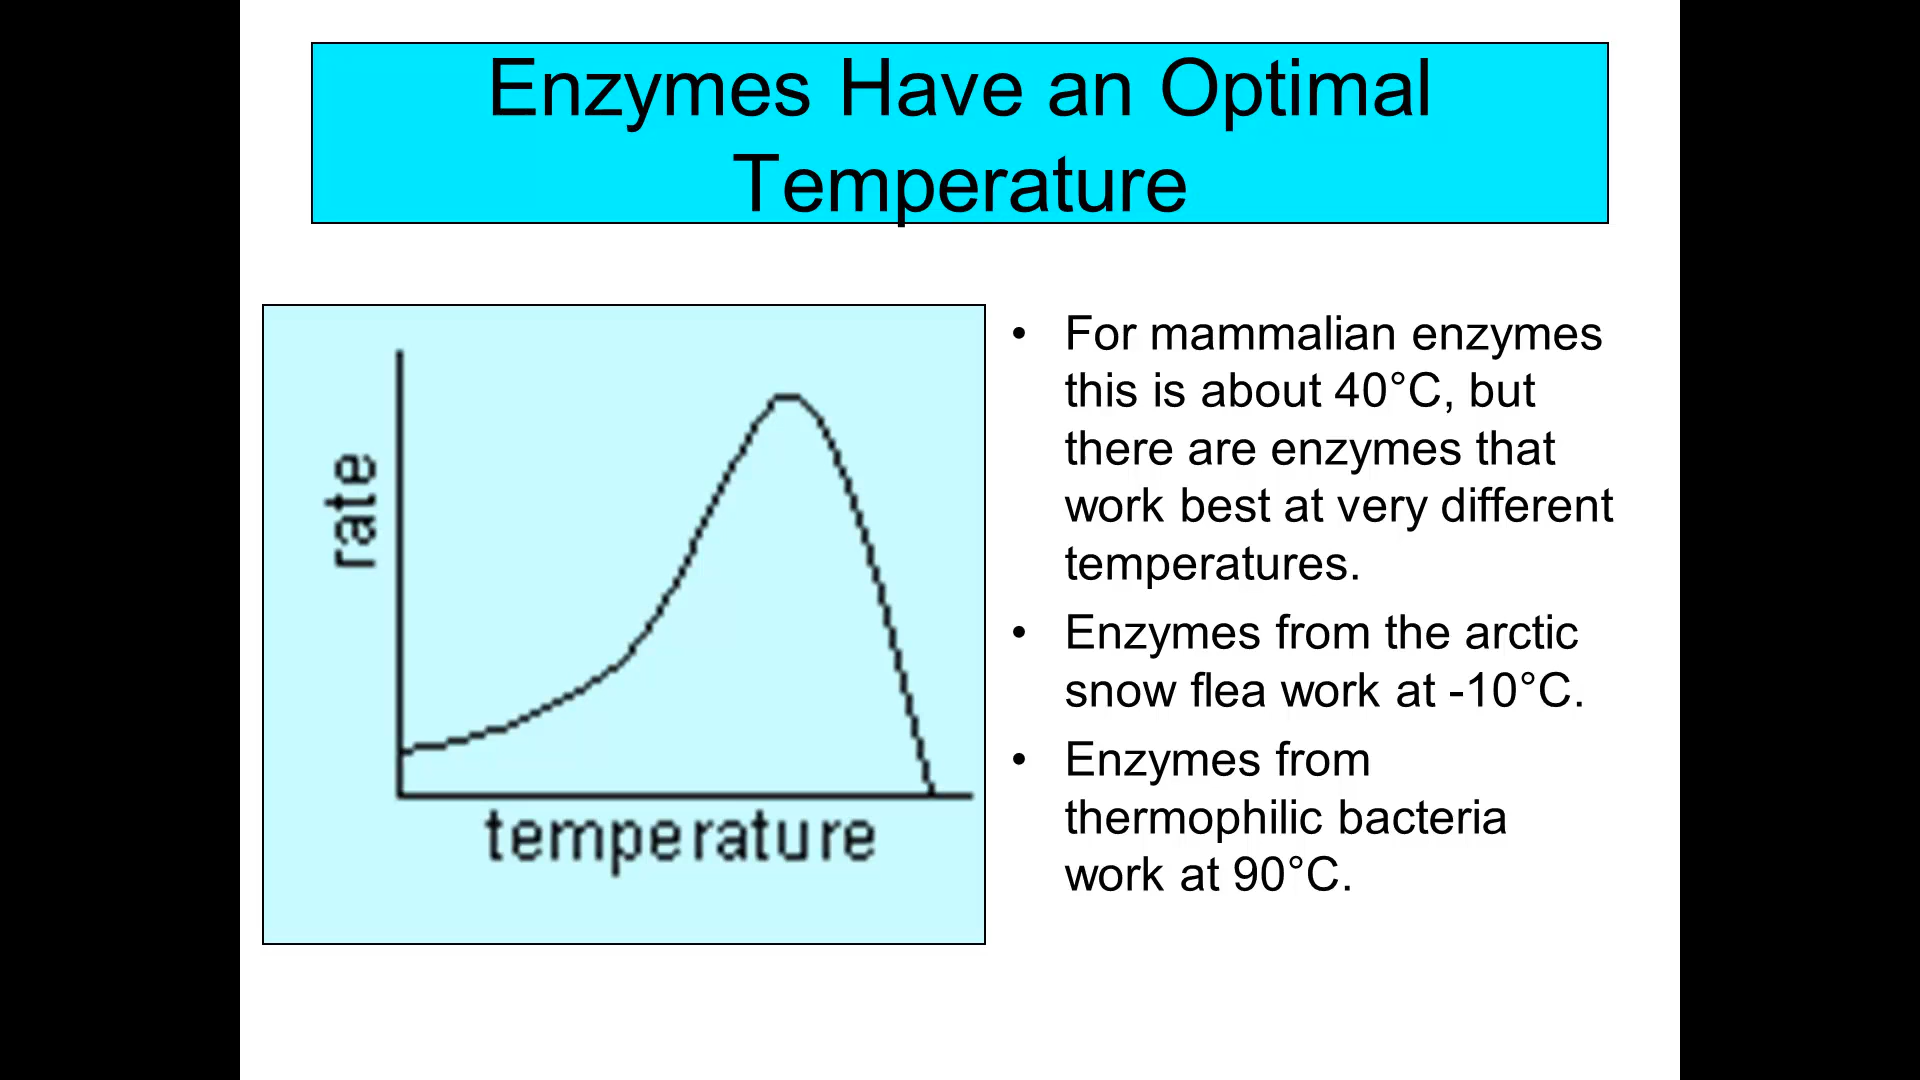 Enzymes Have an Optimal
Temperature
rate
temperature
• For mammalian enzymes
this is about 40°C, but
there are enzymes that
work best at very different
temperatures.
• Enzymes from the arctic
snow flea work at -10°C.
• Enzymes from
thermophilic bacteria
work at 90°C.